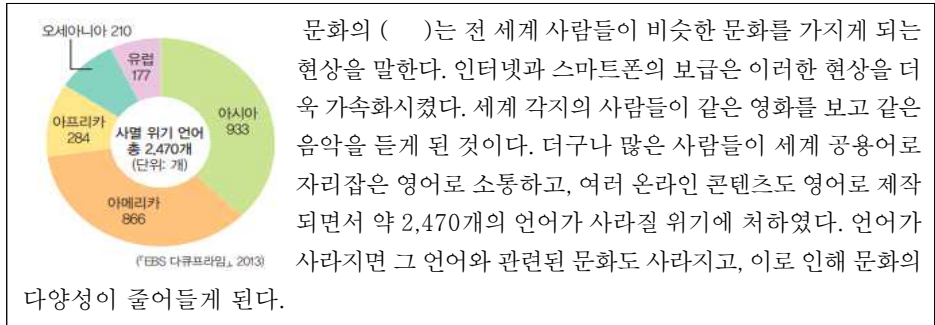 오세아니아 210
유럽
177
아시아
933
아프리카
284
사멸 위기 언어
총 2,470개
(단위: 개)
아메리카
866
(『EBS 다큐프라임』, 2013)
문화의 (    )는 전 세계 사람들이 비슷한 문화를 가지게 되는
현상을 말한다. 인터넷과 스마트폰의 보급은 이러한 현상을 더
욱 가속화시켰다. 세계 각지의 사람들이 같은 영화를 보고 같은
음악을 듣게 된 것이다. 더구나 많은 사람들이 세계 공용어로
자리잡은 영어로 소통하고, 여러 온라인 콘텐츠도 영어로 제작
되면서 약 2,470개의 언어가 사라질 위기에 처하였다. 언어가
사라지면 그 언어와 관련된 문화도 사라지고, 이로 인해 문화의
다양성이 줄어들게 된다.